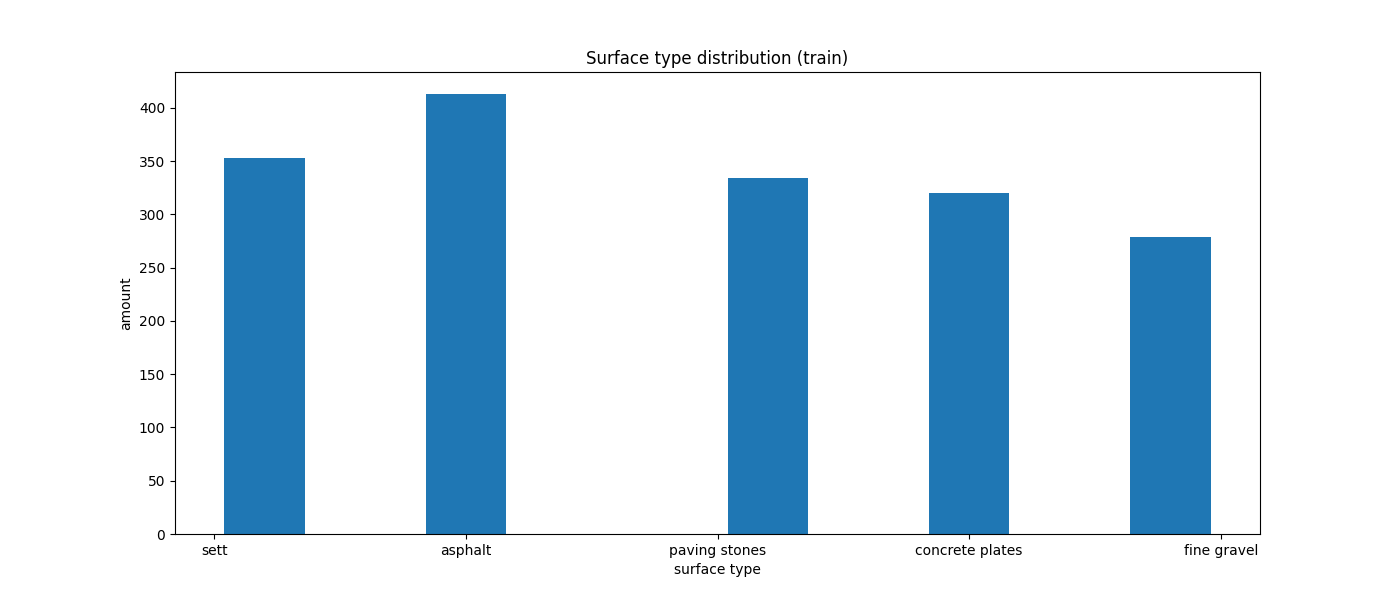 Surface type distribution (train)
400
350
300
250
200
150
100
50
0
amount
sett asphalt paving stones concrete plates fine gravel
surface type